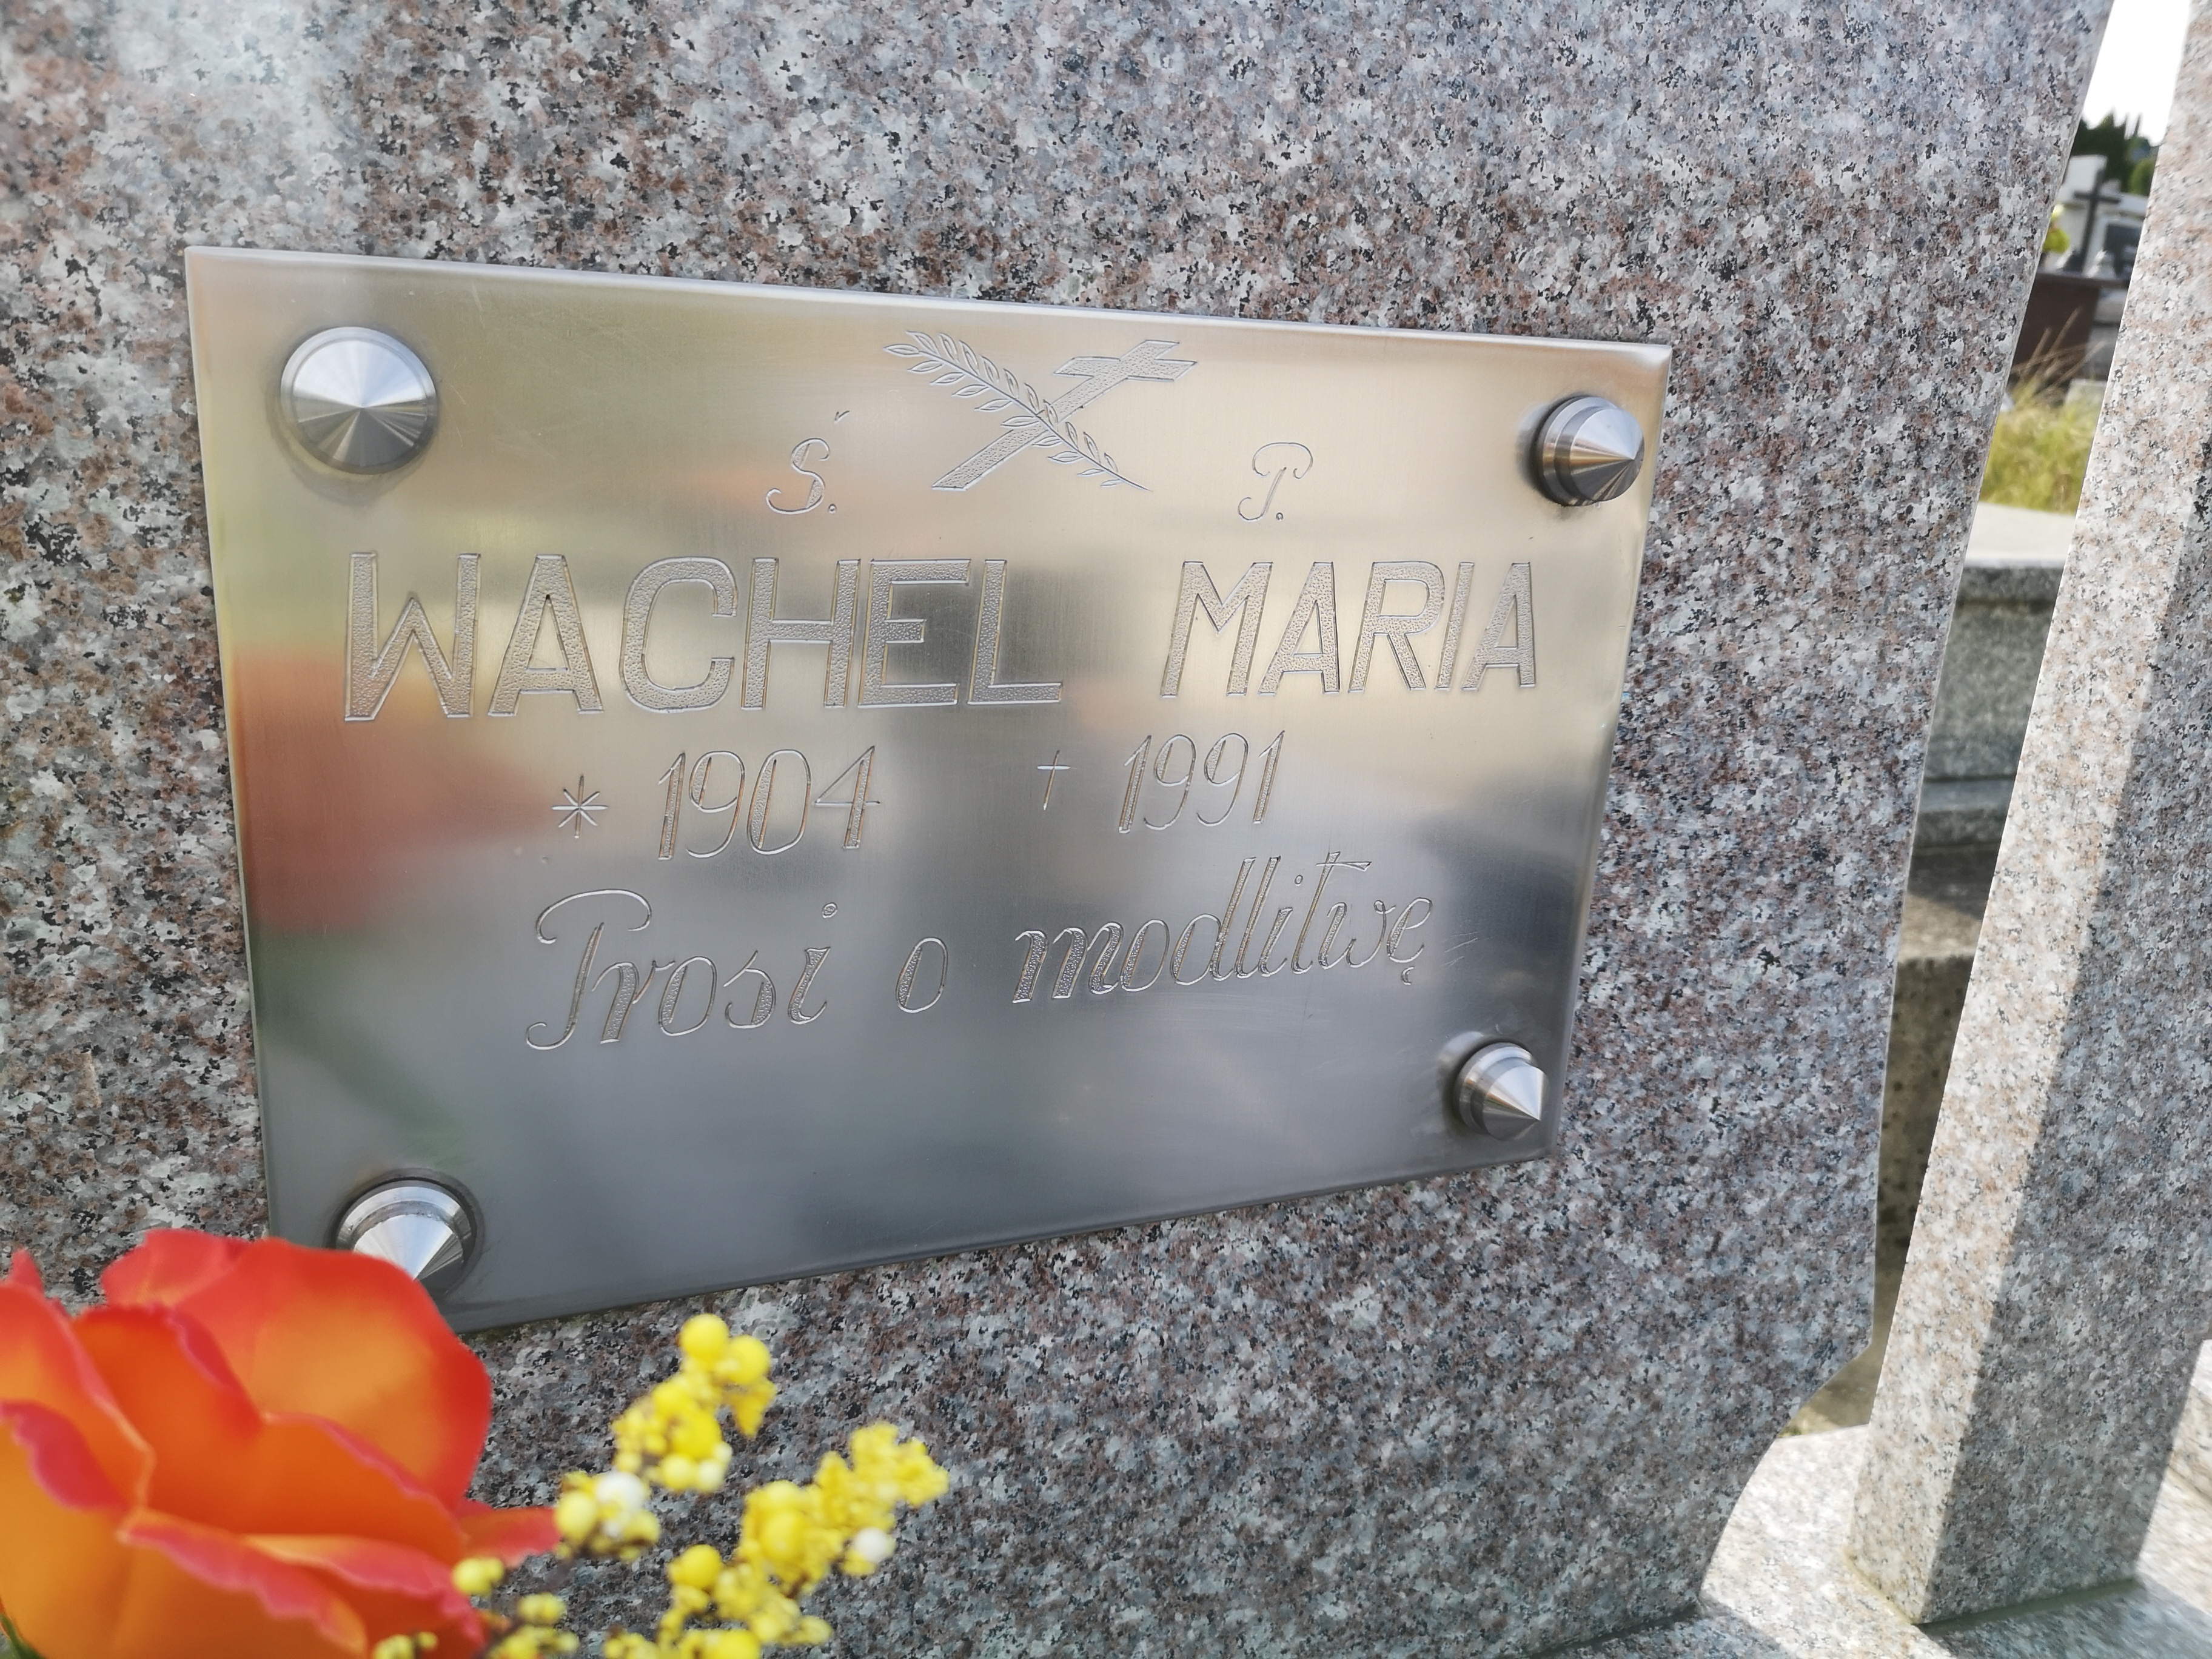 Ś. P.
WACHEL MARIA
* 1904 † 1991
Prosi o modlitwę